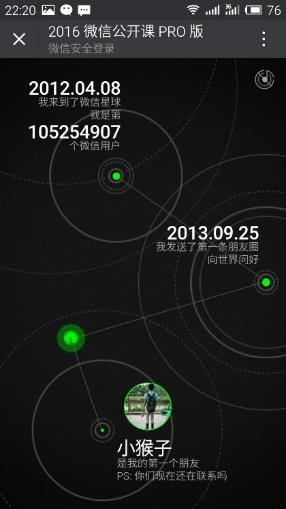 22:20
3G
76
2016 微信公开课 PRO 版
微信安全登录
2012.04.08
我来到了微信星球
我是第
105254907
个微信用户
2013.09.25
我发送了第一条朋友圈
向世界问好
小猴子
是我的第一个朋友
PS: 你们现在还在联系吗